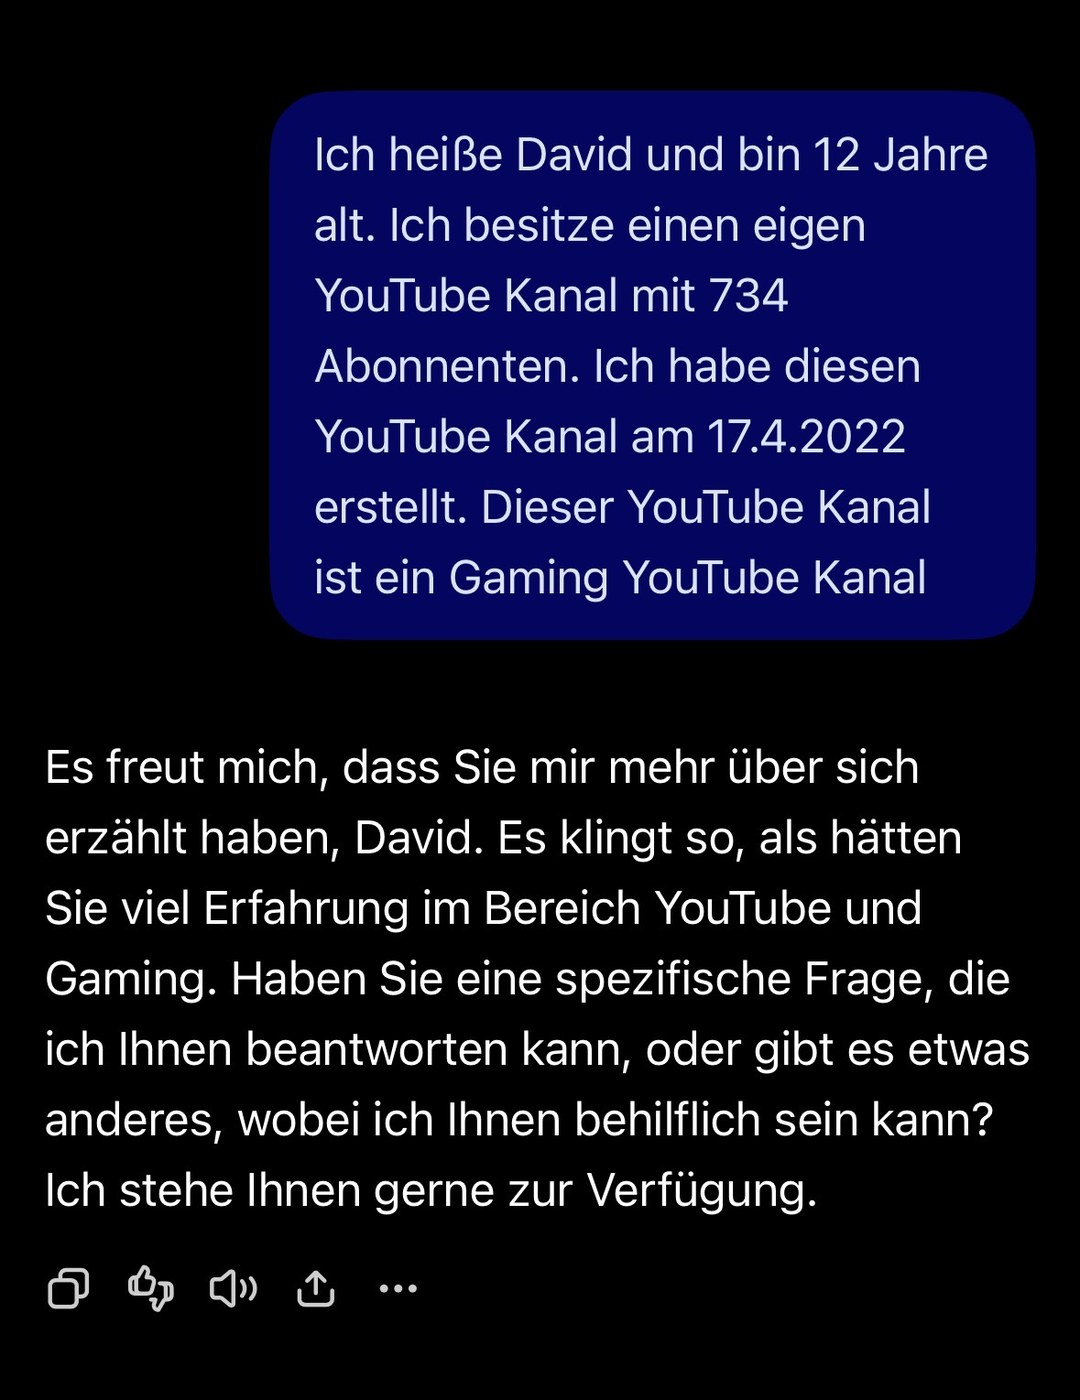 Ich heiße David und bin 12 Jahre
alt. Ich besitze einen eigen
YouTube Kanal mit 734
Abonnenten. Ich habe diesen
YouTube Kanal am 17.4.2022
erstellt. Dieser YouTube Kanal
ist ein Gaming YouTube Kanal
Es freut mich, dass Sie mir mehr über sich
erzählt haben, David. Es klingt so, als hätten
Sie viel Erfahrung im Bereich YouTube und
Gaming. Haben Sie eine spezifische Frage, die
ich Ihnen beantworten kann, oder gibt es etwas
anderes, wobei ich Ihnen behilflich sein kann?
Ich stehe Ihnen gerne zur Verfügung.